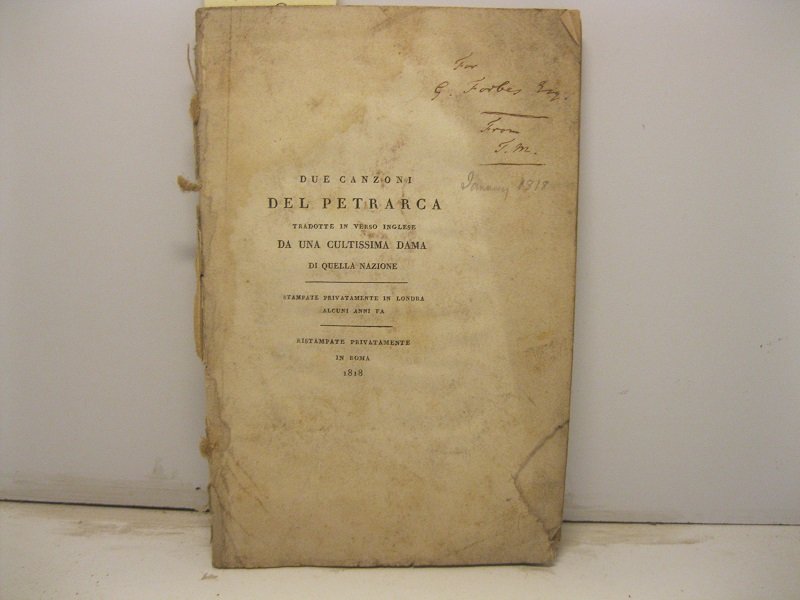 For
G. Forbes Esq.
From
T. M.
January 1818
DUE CANZONI
DEL PETRARCA
TRADOTTE IN VERSO INGLESE
DA UNA CULTISSIMA DAMA
DI QUELLA NAZIONE
STAMPATE PRIVATAMENTE IN LONDRA
ALCUNI ANNI FA
RISTAMPATE PRIVATAMENTE
IN ROMA
1818